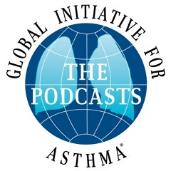 GLOBAL INITIATIVE FOR
THE
PODCASTS
ASTHMA®